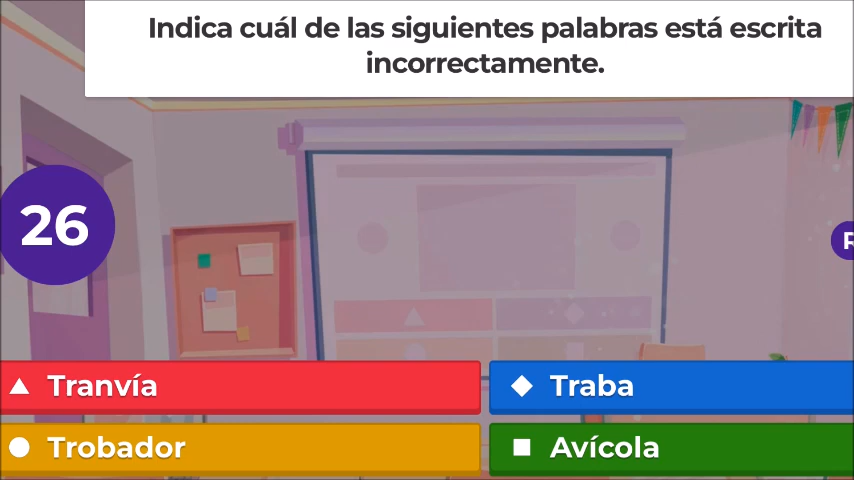 Indica cuál de las siguientes palabras está escrita
incorrectamente.
26
R
Tranvía
Traba
Trobador
Avícola